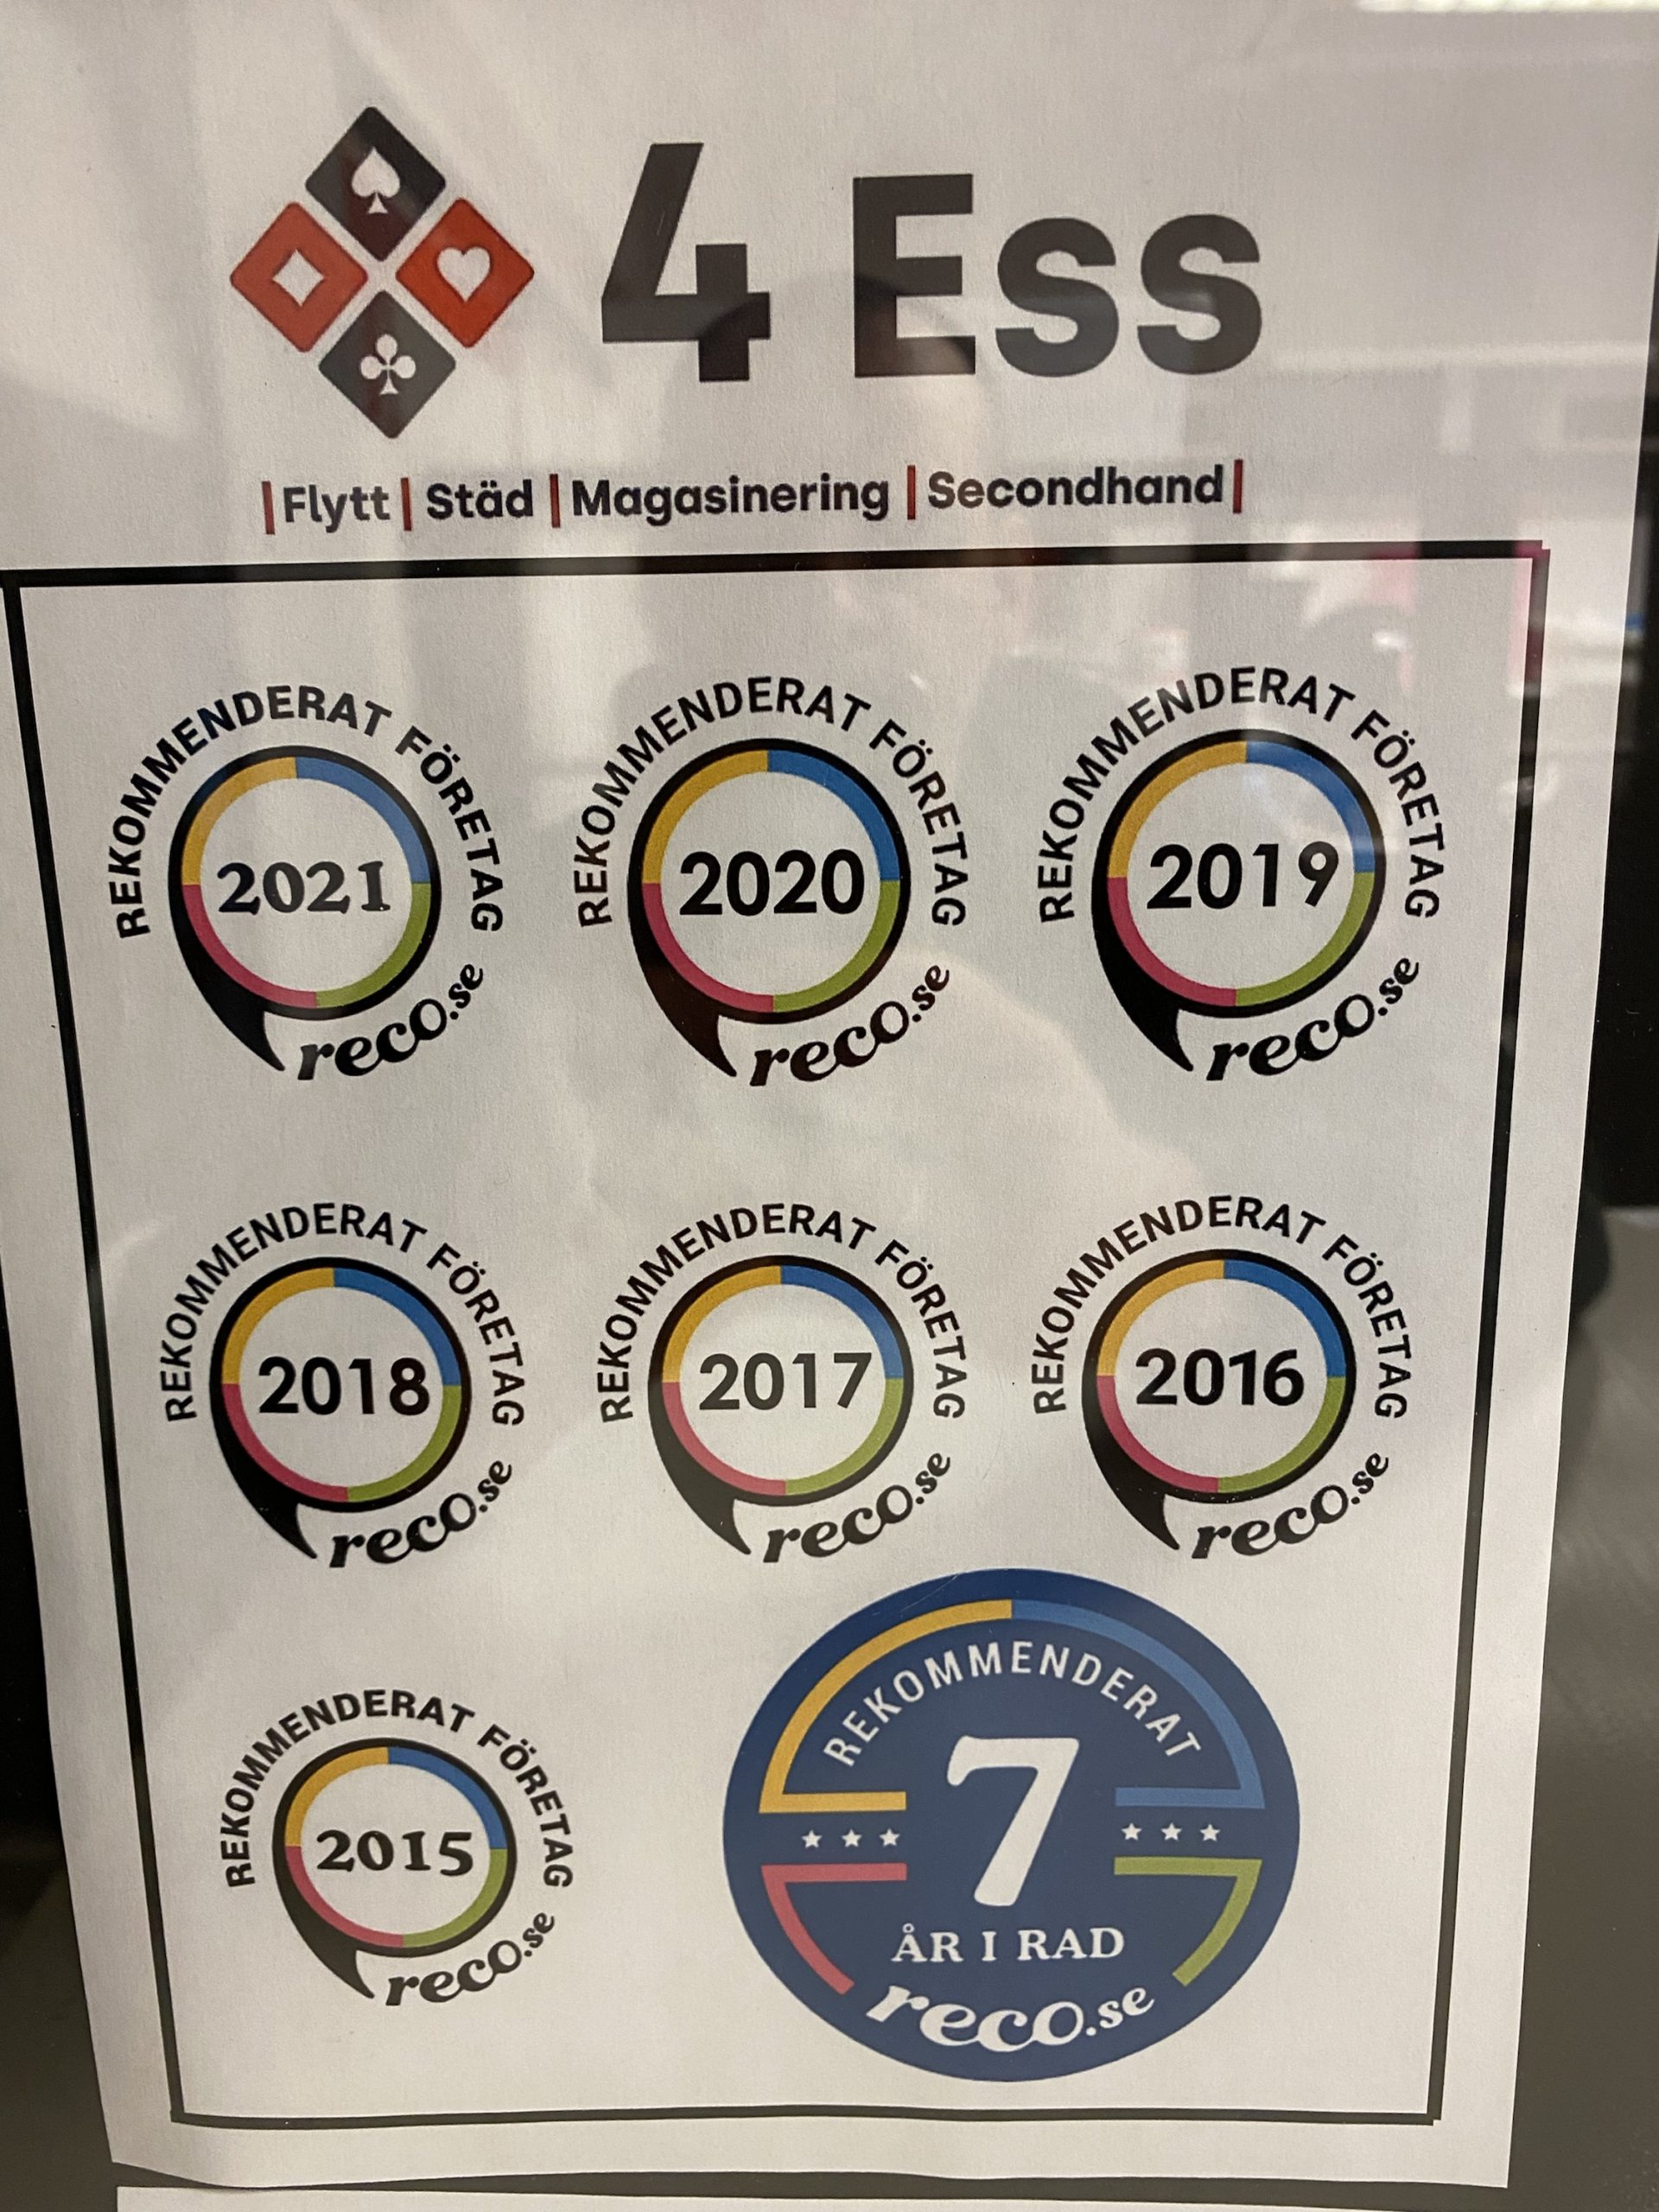 4 Ess
|Flytt| Städ |Magasinering |Secondhand|
REKOMMENDERAT FÖRETAG
2021
reco.se
REKOMMENDERAT FÖRETAG
2020
reco.se
REKOMMENDERAT FÖRETAG
2019
reco.se
REKOMMENDERAT FÖRETAG
2018
reco.se
REKOMMENDERAT FÖRETAG
2017
reco.se
REKOMMENDERAT FÖRETAG
2016
reco.se
REKOMMENDERAT FÖRETAG
2015
reco.se
REKOMMENDERAT
7
ÅR I RAD
reco.se